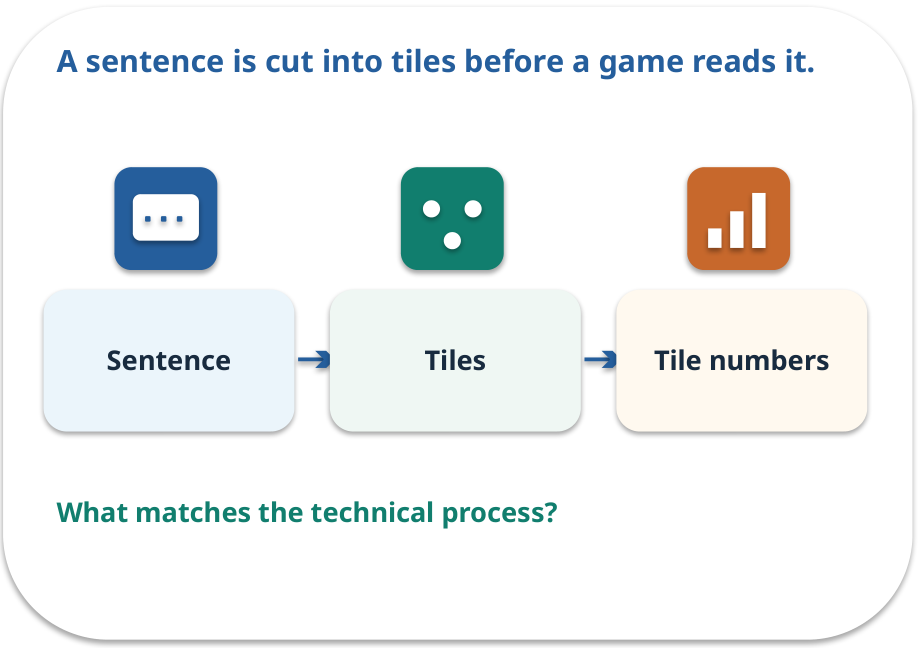 A sentence is cut into tiles before a game reads it.
Sentence
Tiles
Tile numbers
What matches the technical process?